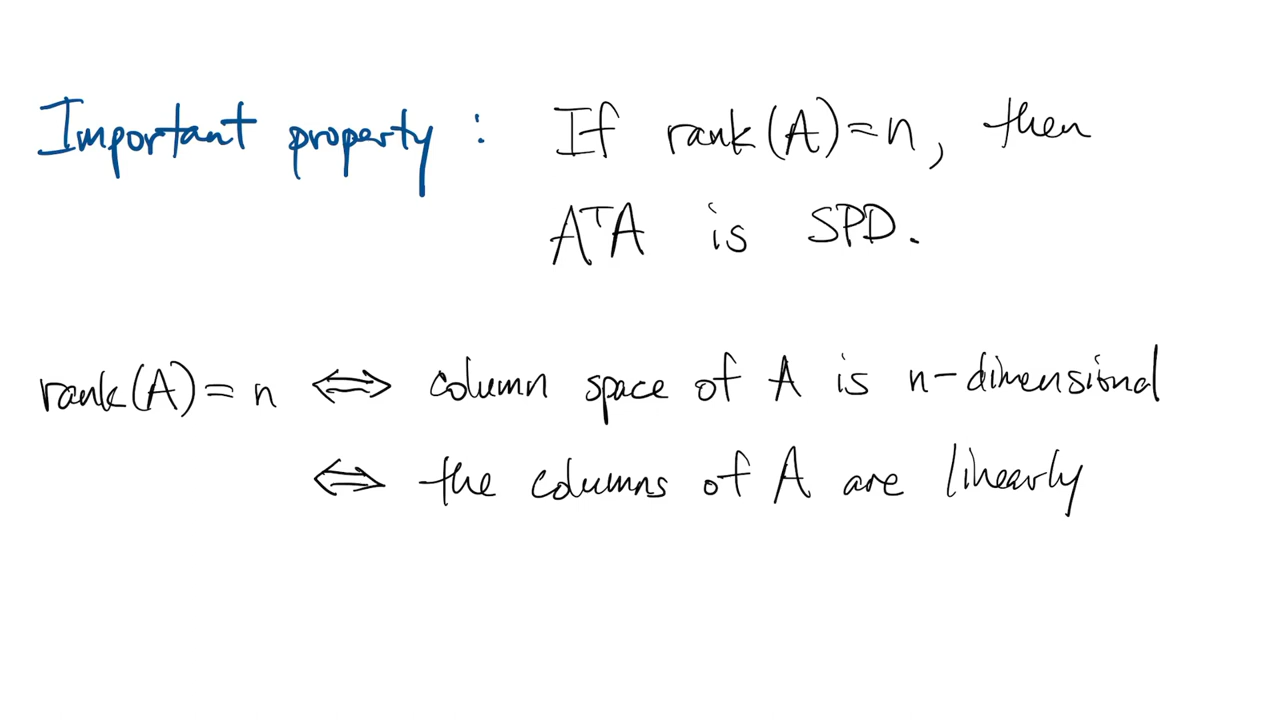 Important property : If rank(A)=n, then
AᵀA is SPD.
rank(A)= n ⟺ column space of A is n-dimensional
⟺ the columns of A are linearly